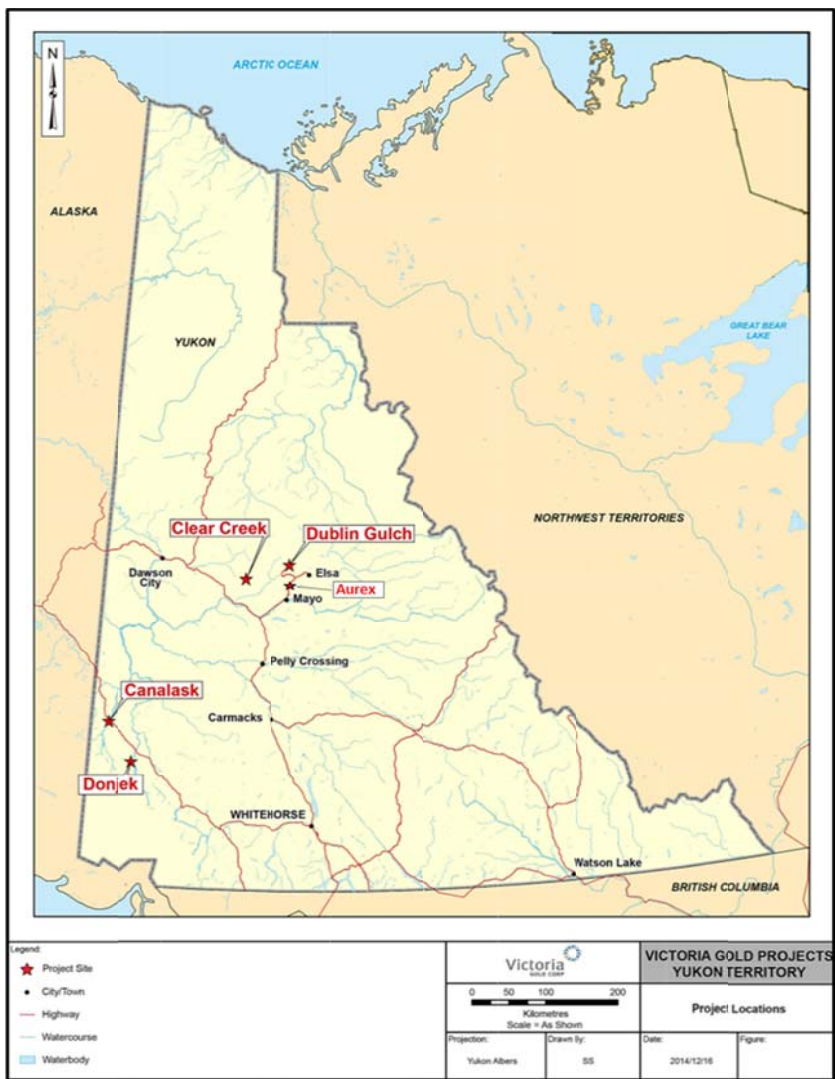 N
ARCTIC OCEAN
ALASKA
YUKON
GREAT BEAR
LAKE
NORTHWEST TERRITORIES
Clear Creek
Dublin Gulch
Dawson
City
Elsa
Aurex
Mayo
Pelly Crossing
Canalask
Carmacks
Donjek
WHITEHORSE
Watson Lake
BRITISH COLUMBIA
Legend:
Project Site
City/Town
Highway
Watercourse
Waterbody
Victoria
GOLD CORP
0 50 100 200
Kilometres
Scale = As Shown
Projection:
Yukon Albers
Drawn By:
SS
VICTORIA GOLD PROJECTS
YUKON TERRITORY
Project Locations
Date:
2014/12/16
Figure: